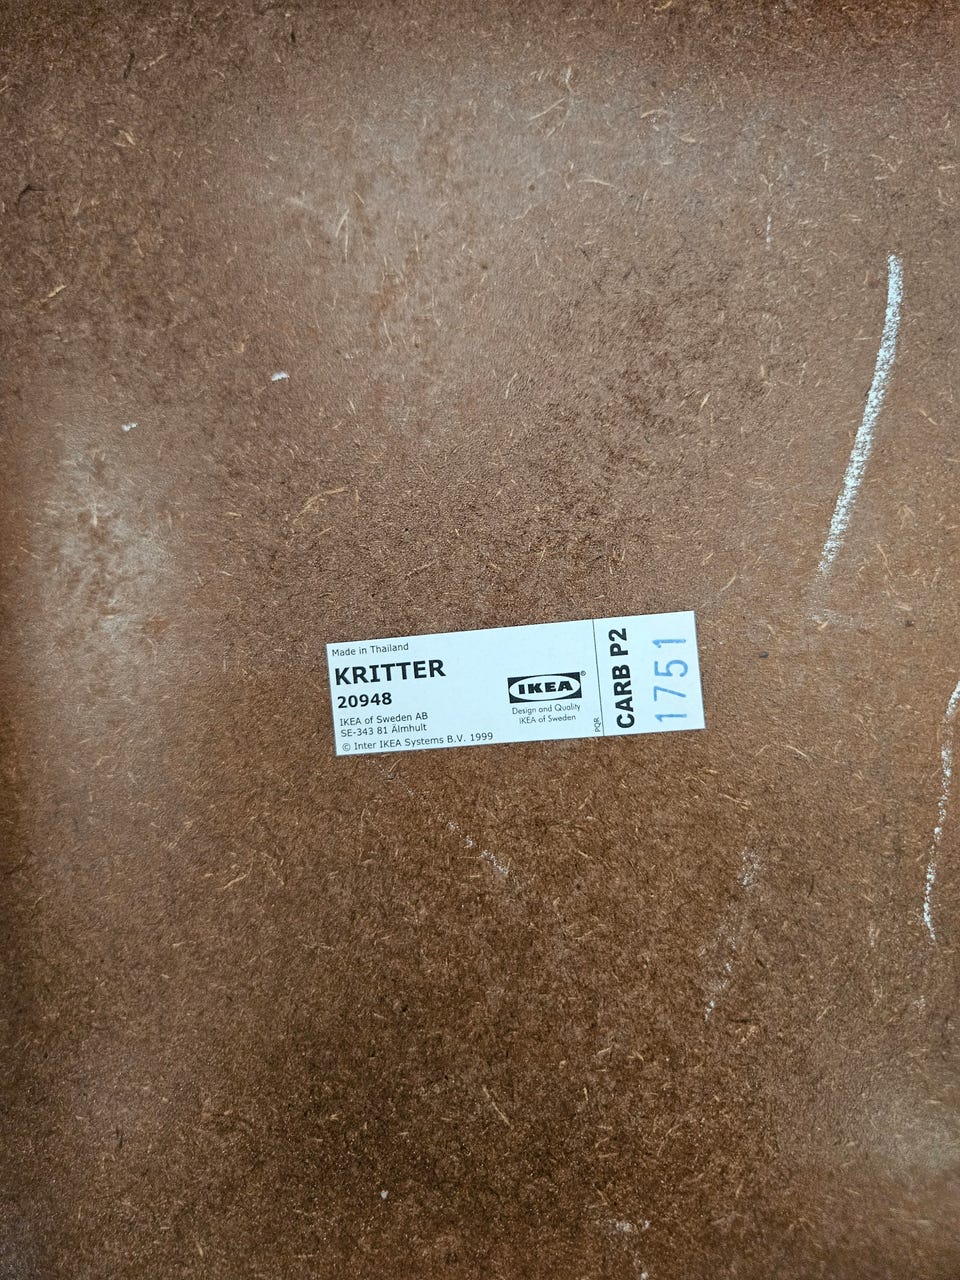 Made in Thailand
KRITTER
20948
IKEA of Sweden AB
SE-343 81 Älmhult
© Inter IKEA Systems B.V. 1999
IKEA®
Design and Quality
IKEA of Sweden
PQR
CARB P2
1751